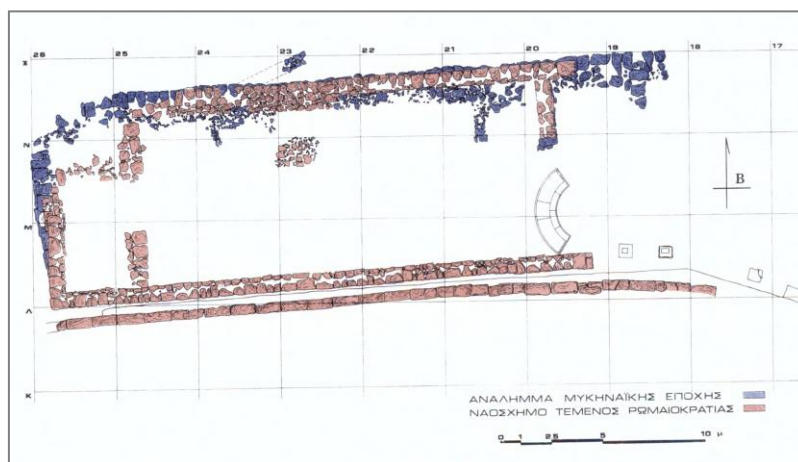 26 25 24 23 22 21 20 19 18 17
Ξ
Ν
Μ
Λ
Κ
Β
ΑΝΑΛΗΜΜΑ ΜΥΚΗΝΑΪΚΗΣ ΕΠΟΧΗΣ
ΝΑΟΣΧΗΜΟ ΤΕΜΕΝΟΣ ΡΩΜΑΙΟΚΡΑΤΙΑΣ
0 1 2.5 5 10 μ